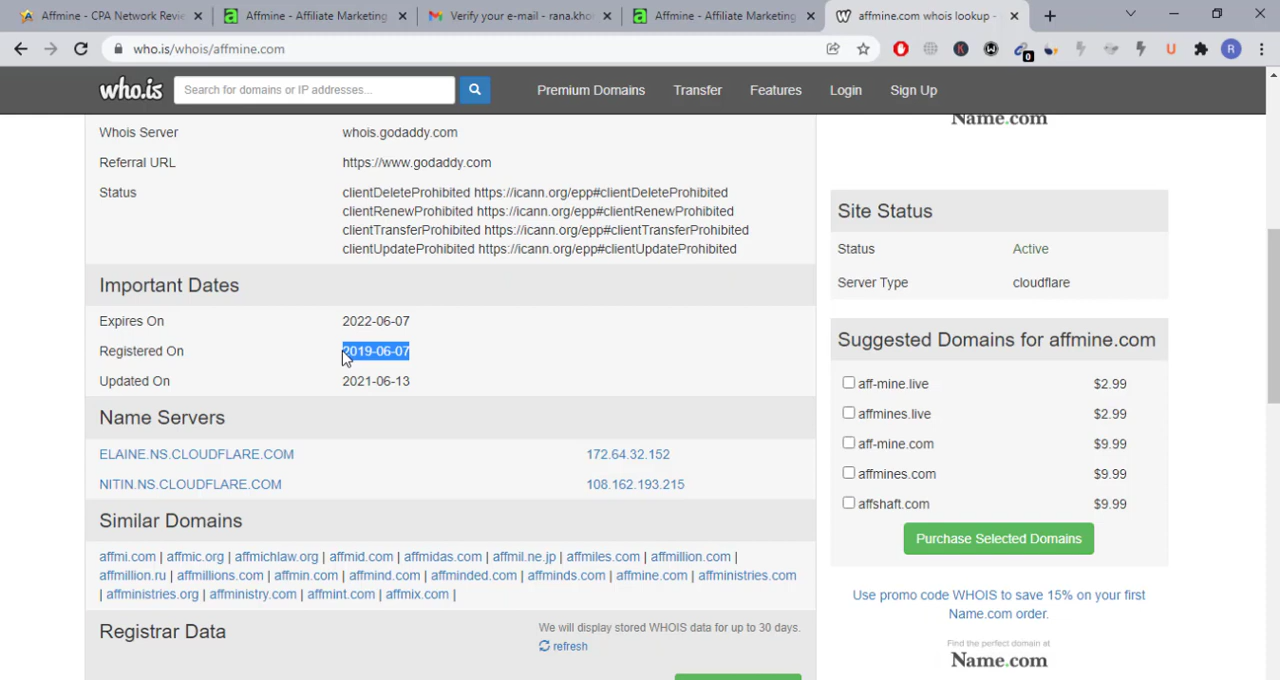 Affmine - CPA Network Revie
Affmine - Affiliate Marketing
Verify your e-mail - rana.kho
Affmine - Affiliate Marketing
affmine.com whois lookup -
who.is/whois/affmine.com
0
K
U
R
who.is
Search for domains or IP addresses...
Premium Domains
Transfer
Features
Login
Sign Up
Whois Server whois.godaddy.com
Referral URL https://www.godaddy.com
Status clientDeleteProhibited https://icann.org/epp#clientDeleteProhibited
clientRenewProhibited https://icann.org/epp#clientRenewProhibited
clientTransferProhibited https://icann.org/epp#clientTransferProhibited
clientUpdateProhibited https://icann.org/epp#clientUpdateProhibited
Important Dates
Expires On 2022-06-07
Registered On 2019-06-07
Updated On 2021-06-13
Name Servers
ELAINE.NS.CLOUDFLARE.COM 172.64.32.152
NITIN.NS.CLOUDFLARE.COM 108.162.193.215
Similar Domains
affmi.com | affmic.org | affmichlaw.org | affmid.com | affmidas.com | affmil.ne.jp | affmiles.com | affmillion.com |
affmillion.ru | affmillions.com | affmin.com | affmind.com | affminded.com | affminds.com | affmine.com | affministries.com
| affministries.org | affministry.com | affmint.com | affmix.com |
Registrar Data
We will display stored WHOIS data for up to 30 days.
refresh
Name.com
Site Status
Status Active
Server Type cloudflare
Suggested Domains for affmine.com
aff-mine.live $2.99
affmines.live $2.99
aff-mine.com $9.99
affmines.com $9.99
affshaft.com $9.99
Purchase Selected Domains
Use promo code WHOIS to save 15% on your first
Name.com order.
Find the perfect domain at
Name.com